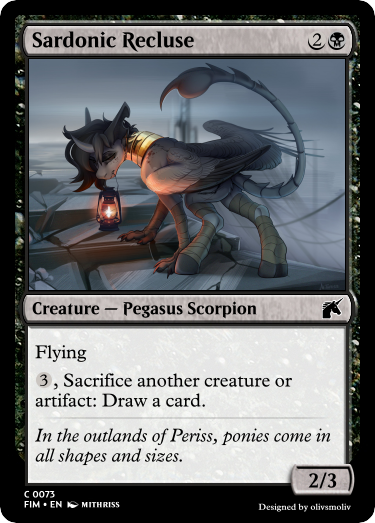 Sardonic Recluse 2
Creature — Pegasus Scorpion
Flying
3, Sacrifice another creature or
artifact: Draw a card.
In the outlands of Periss, ponies come in
all shapes and sizes.
2/3
C 0073
FIM • EN MITHRISS
Designed by olivsmoliv